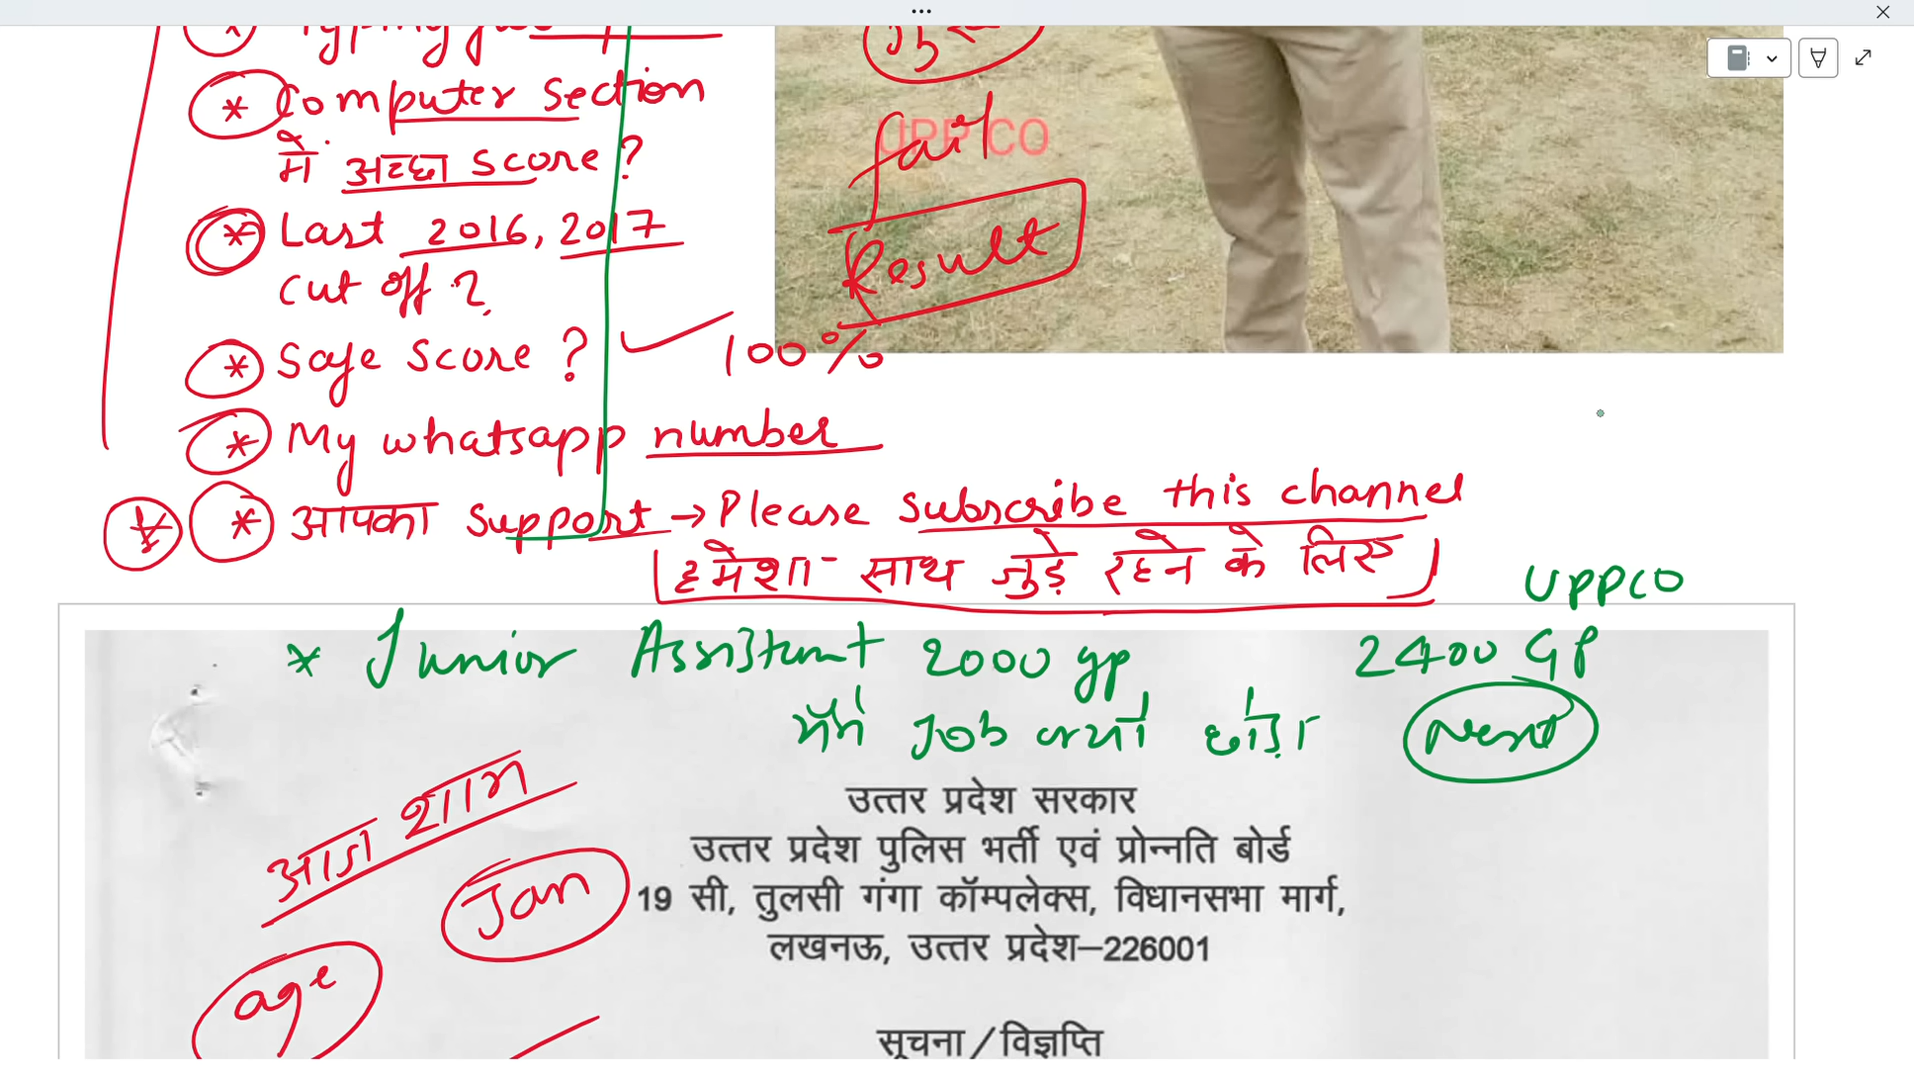 * Computer Section
में अच्छा Score ?
* Last 2016, 2017
cut off ?
* Safe Score ? ✓ 100%
* My whatsapp number
* * आपका Support → Please Subscribe this channel
हमेशा साथ जुड़े रहने के लिए
fail
UPPCO
Result
UPPCO
* Junior Assistant 2000 gp 2400 GP
मैंने Job क्यों छोड़ा
आज शाम
Jan
age
उत्तर प्रदेश सरकार
उत्तर प्रदेश पुलिस भर्ती एवं प्रोन्नति बोर्ड
19 सी, तुलसी गंगा कॉम्पलेक्स, विधानसभा मार्ग,
लखनऊ, उत्तर प्रदेश–226001
सूचना/विज्ञप्ति